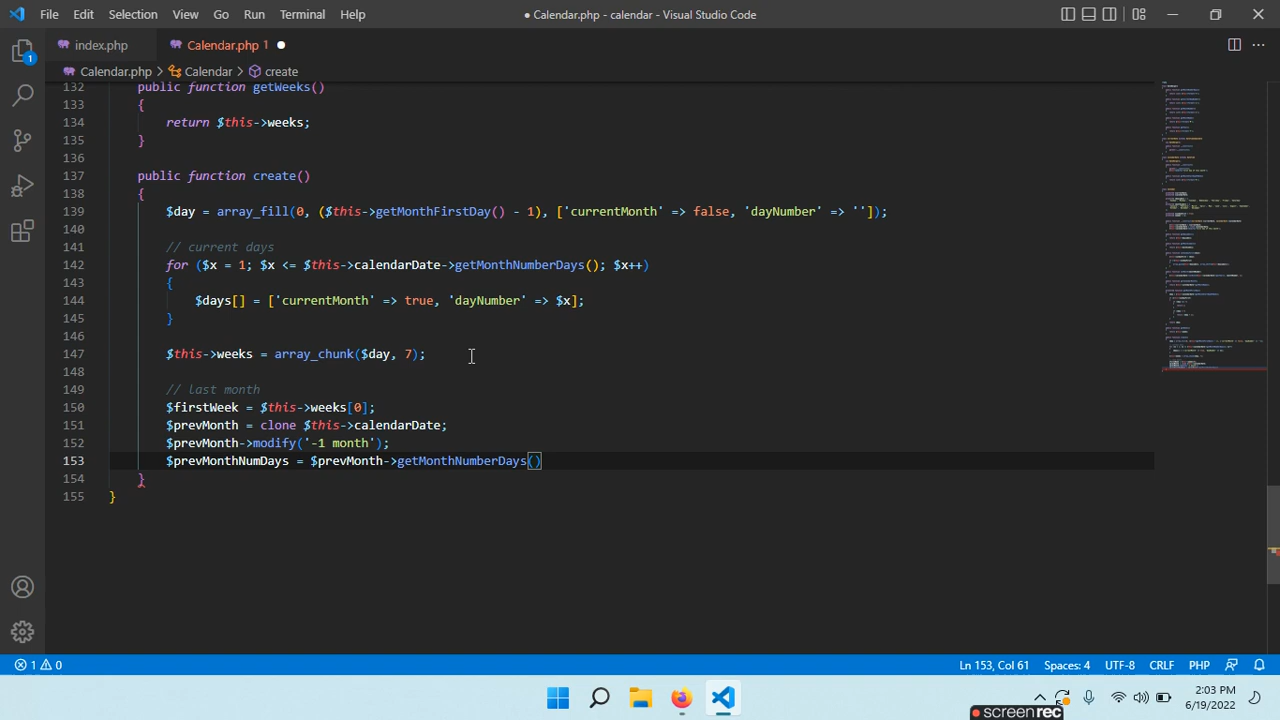 File Edit Selection View Go Run Terminal Help
● Calendar.php - calendar - Visual Studio Code
index.php
Calendar.php 1
Calendar.php > Calendar > create
132 public function getWeeks()
133 {
134 return $this->weeks;
135 }
136
137 public function create()
138 {
139 $day = array_fill(0, ($this->getMonthFirstDay() - 1), ['currentMonth' => false, 'dayNumber' => '']);
140
141 // current days
142 for ($x = 1; $x <= $this->calendarDate->getMonthNumberDays(); $x++)
143 {
144 $days[] = ['currentMonth' => true, 'dayNumber' => $x];
145 }
146
147 $this->weeks = array_chunk($day, 7);
148
149 // last month
150 $firstWeek = $this->weeks[0];
151 $prevMonth = clone $this->calendarDate;
152 $prevMonth->modify('-1 month');
153 $prevMonthNumDays = $prevMonth->getMonthNumberDays()
154 }
155 }
1 0
Ln 153, Col 61
Spaces: 4
UTF-8
CRLF
PHP
1
2:03 PM
6/19/2022
screenrec